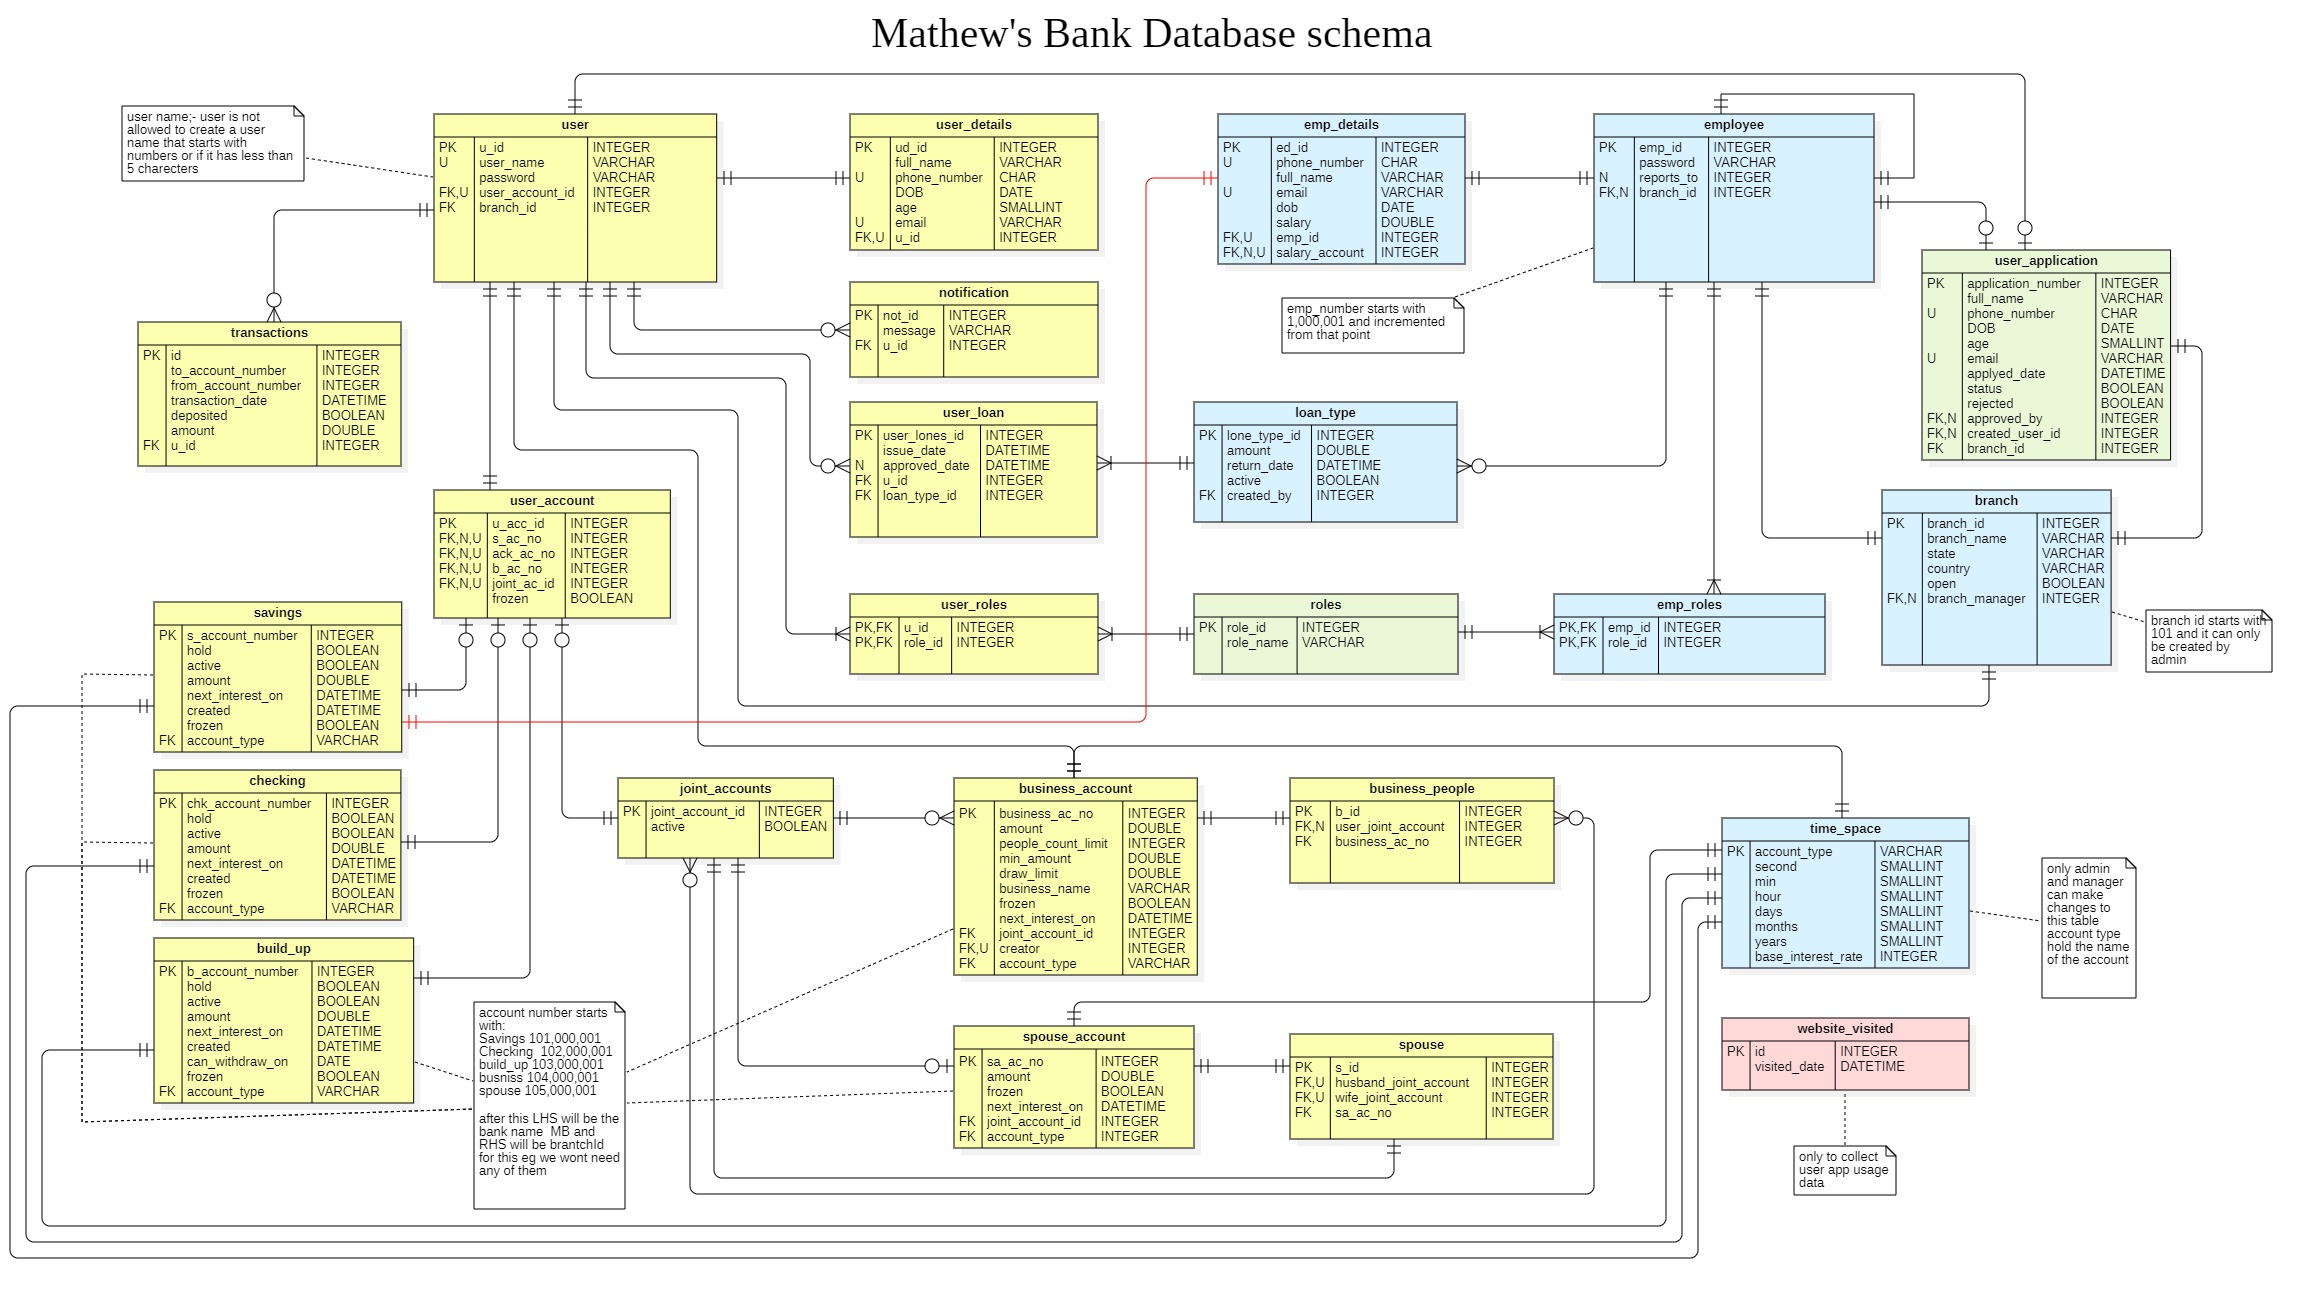 Mathew's Bank Database schema
user name;- user is not
allowed to create a user
name that starts with
numbers or if it has less than
5 charecters
user
PK u_id INTEGER
U user_name VARCHAR
password VARCHAR
FK,U user_account_id INTEGER
FK branch_id INTEGER
user_details
PK ud_id INTEGER
full_name VARCHAR
U phone_number CHAR
DOB DATE
age SMALLINT
U email VARCHAR
FK,U u_id INTEGER
emp_details
PK ed_id INTEGER
U phone_number CHAR
full_name VARCHAR
U email VARCHAR
dob DATE
salary DOUBLE
FK,U emp_id INTEGER
FK,N,U salary_account INTEGER
employee
PK emp_id INTEGER
password VARCHAR
N reports_to INTEGER
FK,N branch_id INTEGER
user_application
PK application_number INTEGER
full_name VARCHAR
U phone_number CHAR
DOB DATE
age SMALLINT
U email VARCHAR
applyed_date DATETIME
status BOOLEAN
rejected BOOLEAN
FK,N approved_by INTEGER
FK,N created_user_id INTEGER
FK branch_id INTEGER
transactions
PK id INTEGER
to_account_number INTEGER
from_account_number INTEGER
transaction_date DATETIME
deposited BOOLEAN
amount DOUBLE
FK u_id INTEGER
notification
PK not_id INTEGER
message VARCHAR
FK u_id INTEGER
emp_number starts with
1,000,001 and incremented
from that point
user_loan
PK user_lones_id INTEGER
issue_date DATETIME
N approved_date DATETIME
FK u_id INTEGER
FK loan_type_id INTEGER
loan_type
PK lone_type_id INTEGER
amount DOUBLE
return_date DATETIME
active BOOLEAN
FK created_by INTEGER
user_account
PK u_acc_id INTEGER
FK,N,U s_ac_no INTEGER
FK,N,U ack_ac_no INTEGER
FK,N,U b_ac_no INTEGER
FK,N,U joint_ac_id INTEGER
frozen BOOLEAN
branch
PK branch_id INTEGER
branch_name VARCHAR
state VARCHAR
country VARCHAR
open BOOLEAN
FK,N branch_manager INTEGER
branch id starts with
101 and it can only
be created by
admin
user_roles
PK,FK u_id INTEGER
PK,FK role_id INTEGER
roles
PK role_id INTEGER
role_name VARCHAR
emp_roles
PK,FK emp_id INTEGER
PK,FK role_id INTEGER
savings
PK s_account_number INTEGER
hold BOOLEAN
active BOOLEAN
amount DOUBLE
next_interest_on DATETIME
created DATETIME
frozen BOOLEAN
FK account_type VARCHAR
checking
PK chk_account_number INTEGER
hold BOOLEAN
active BOOLEAN
amount DOUBLE
next_interest_on DATETIME
created DATETIME
frozen BOOLEAN
FK account_type VARCHAR
joint_accounts
PK joint_account_id INTEGER
active BOOLEAN
business_account
PK business_ac_no INTEGER
amount DOUBLE
people_count_limit INTEGER
min_amount DOUBLE
draw_limit DOUBLE
business_name VARCHAR
frozen BOOLEAN
next_interest_on DATETIME
FK joint_account_id INTEGER
FK,U creator INTEGER
FK account_type VARCHAR
business_people
PK b_id INTEGER
FK,N user_joint_account INTEGER
FK business_ac_no INTEGER
time_space
PK account_type VARCHAR
second SMALLINT
min SMALLINT
hour SMALLINT
days SMALLINT
months SMALLINT
years SMALLINT
base_interest_rate INTEGER
only admin
and manager
can make
changes to
this table
account type
hold the name
of the account
build_up
PK b_account_number INTEGER
hold BOOLEAN
active BOOLEAN
amount DOUBLE
next_interest_on DATETIME
created DATETIME
can_withdraw_on DATE
frozen BOOLEAN
FK account_type VARCHAR
account number starts
with:
Savings 101,000,001
Checking 102,000,001
build_up 103,000,001
busniss 104,000,001
spouse 105,000,001
after this LHS will be the
bank name MB and
RHS will be brantchId
for this eg we wont need
any of them
spouse_account
PK sa_ac_no INTEGER
amount DOUBLE
frozen BOOLEAN
next_interest_on DATETIME
FK joint_account_id INTEGER
FK account_type INTEGER
spouse
PK s_id INTEGER
FK,U husband_joint_account INTEGER
FK,U wife_joint_account INTEGER
FK sa_ac_no INTEGER
website_visited
PK id INTEGER
visited_date DATETIME
only to collect
user app usage
data